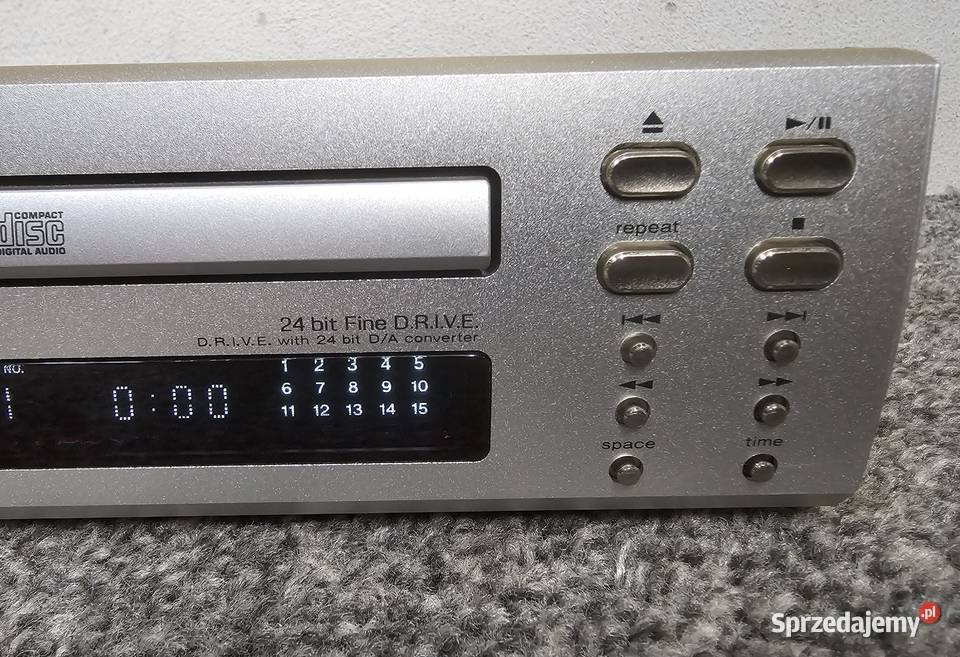 COMPACT
disc
DIGITAL AUDIO
repeat
24 bit Fine D.R.I.V.E.
D.R.I.V.E. with 24 bit D/A converter
NO.
1 0:00
1 2 3 4 5
6 7 8 9 10
11 12 13 14 15
space
time
Sprzedajemy.pl